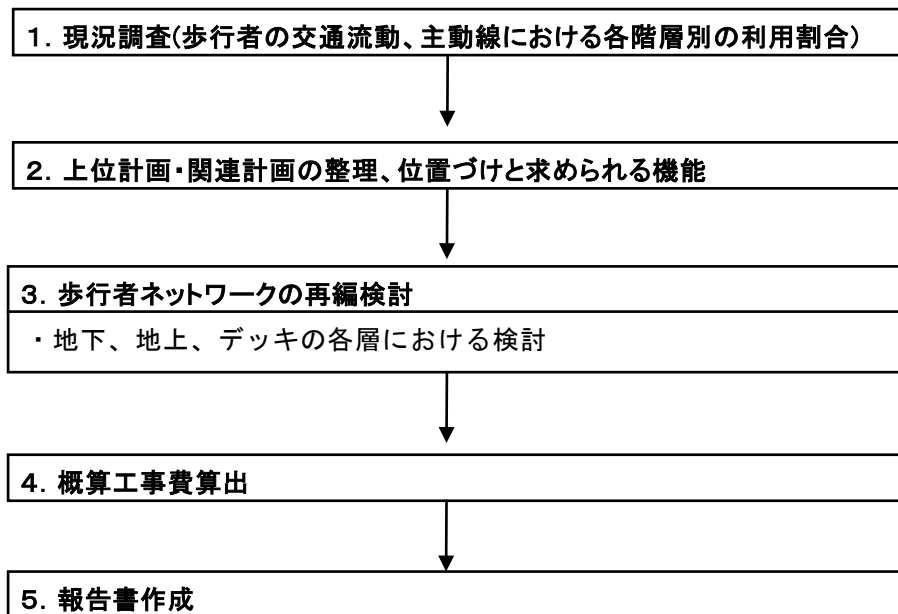 １．現況調査(歩行者の交通流動、主動線における各階層別の利用割合)
２．上位計画・関連計画の整理、位置づけと求められる機能
３．歩行者ネットワークの再編検討
・地下、地上、デッキの各層における検討
４．概算工事費算出
５．報告書作成